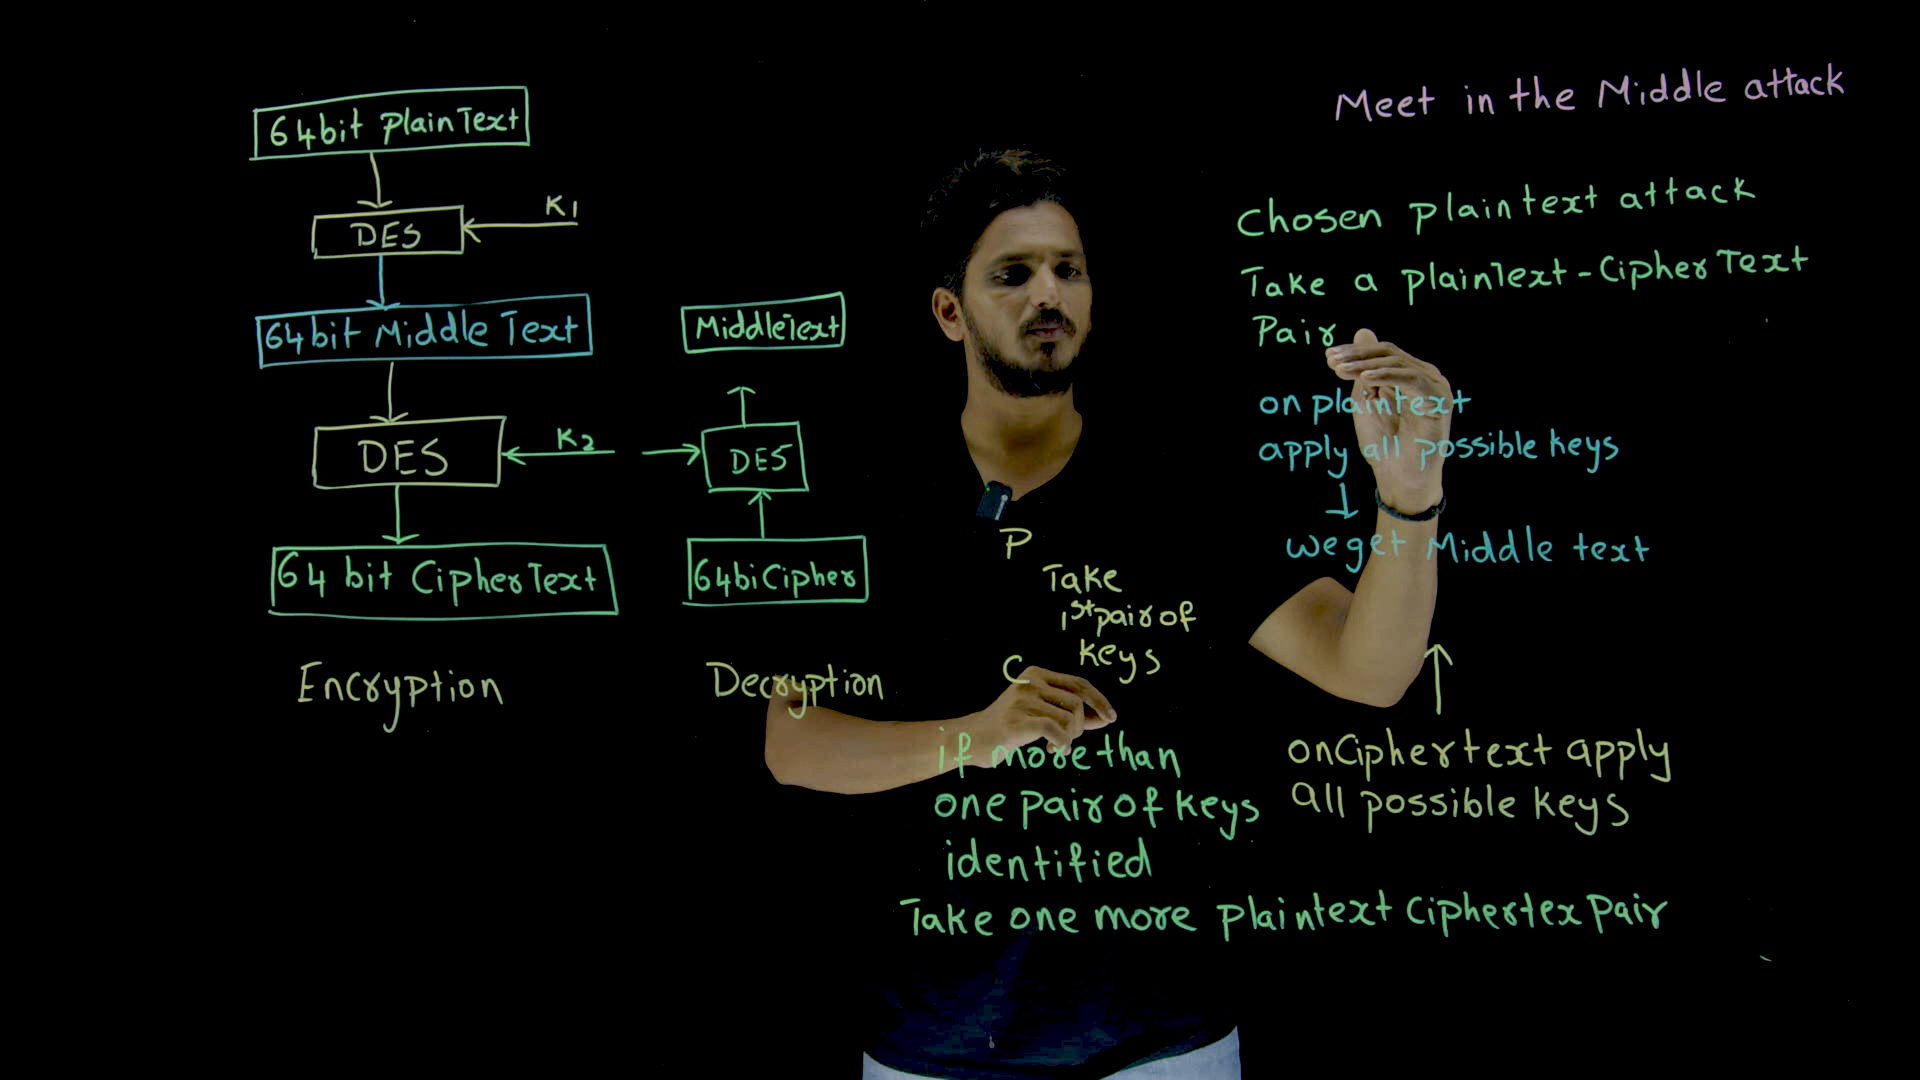 Meet in the Middle attack
64bit PlainText
K1
DES
64bit Middle Text
K2
DES
64 bit CipherText
Encryption
MiddleText
DES
64biCipher
Decryption
Chosen plaintext attack
Take a plainText-CipherText
Pair
on plaintext
apply all possible keys
we get Middle text
P
Take
1st pair of
keys
C
if more than
one pair of keys
identified
Take one more plaintext ciphertex pair
onCiphertext apply
all possible keys